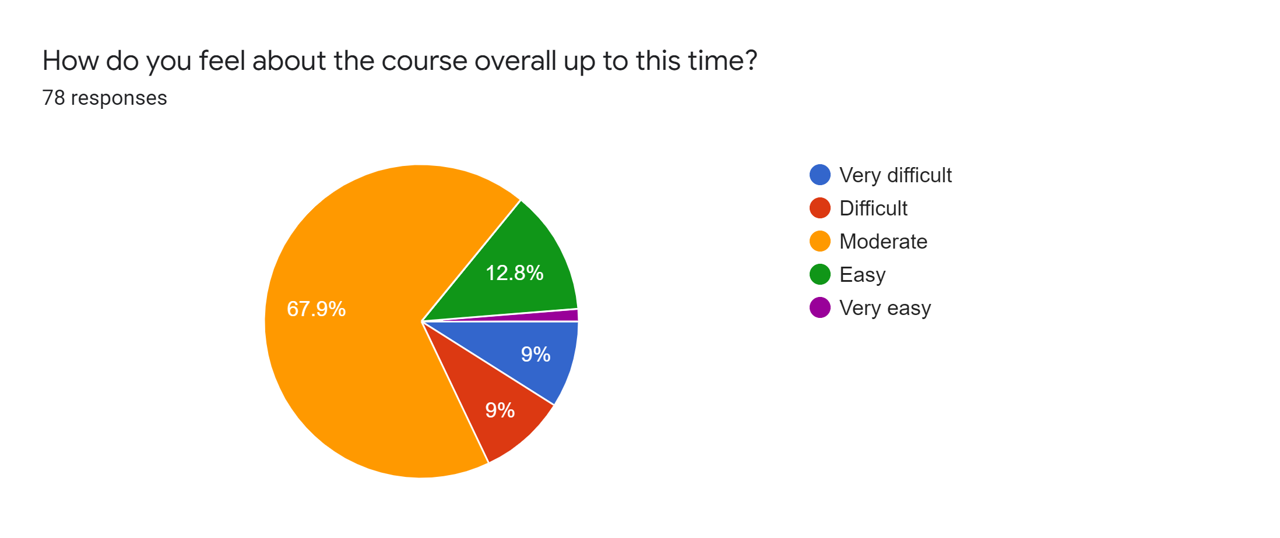 How do you feel about the course overall up to this time?
78 responses
Very difficult
Difficult
Moderate
Easy
Very easy
67.9%
12.8%
9%
9%